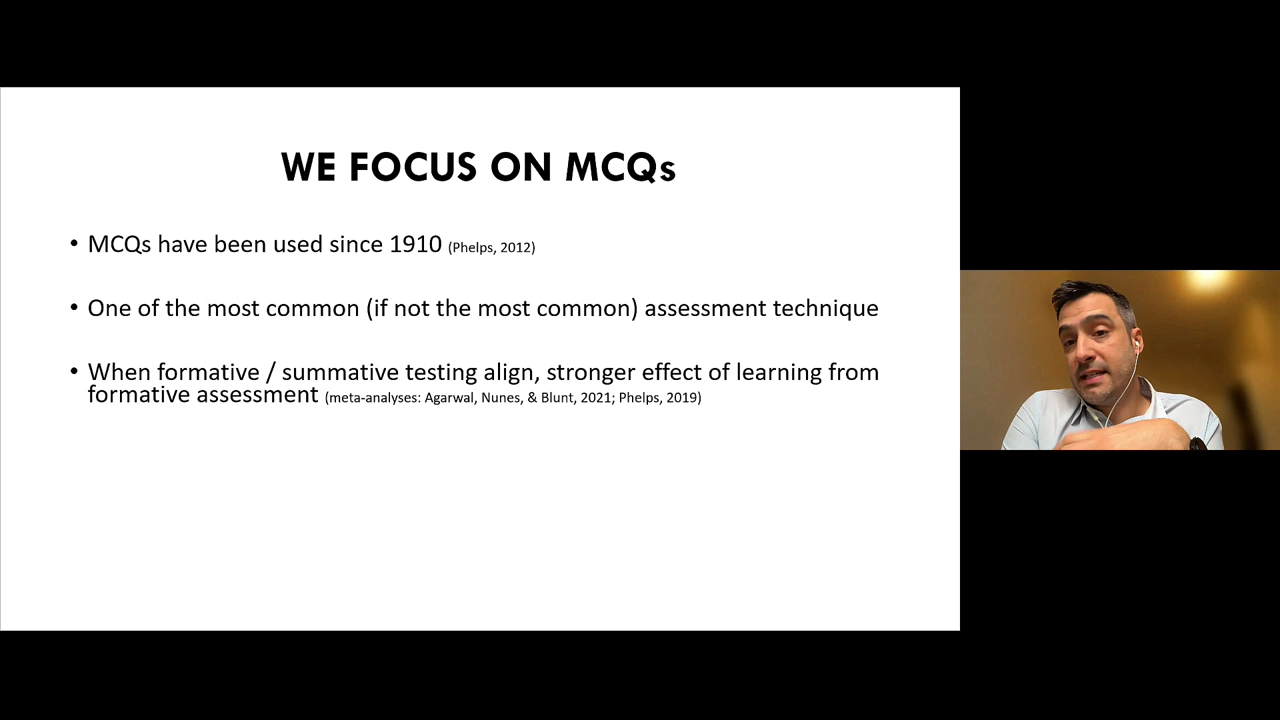 WE FOCUS ON MCQs
• MCQs have been used since 1910 (Phelps, 2012)
• One of the most common (if not the most common) assessment technique
• When formative / summative testing align, stronger effect of learning from
formative assessment (meta-analyses: Agarwal, Nunes, & Blunt, 2021; Phelps, 2019)